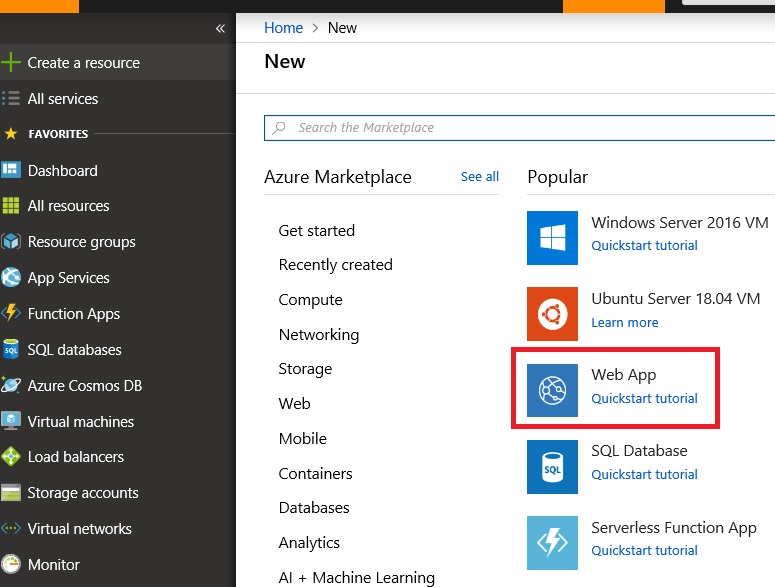 «
Create a resource
All services
FAVORITES
Dashboard
All resources
Resource groups
App Services
Function Apps
SQL databases
Azure Cosmos DB
Virtual machines
Load balancers
Storage accounts
Virtual networks
Monitor
Home > New
New
Search the Marketplace
Azure Marketplace
See all
Get started
Recently created
Compute
Networking
Storage
Web
Mobile
Containers
Databases
Analytics
AI + Machine Learning
Popular
Windows Server 2016 VM
Quickstart tutorial
Ubuntu Server 18.04 VM
Learn more
Web App
Quickstart tutorial
SQL
SQL Database
Quickstart tutorial
Serverless Function App
Quickstart tutorial